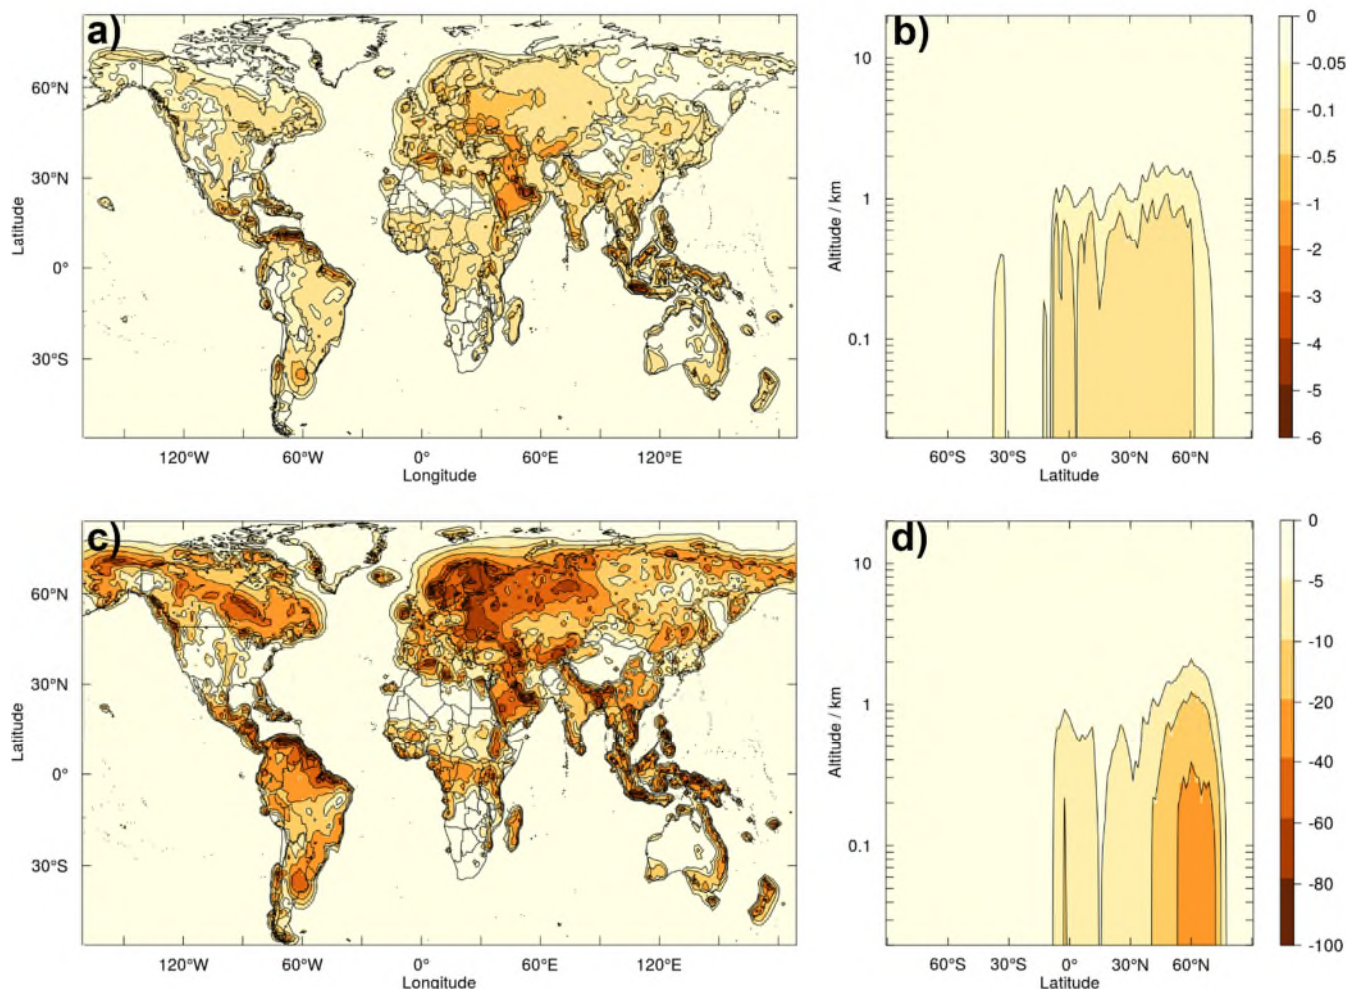 a)
60°N
30°N
0°
30°S
Latitude
120°W
60°W
0°
60°E
120°E
Longitude
b)
10
1
0.1
Altitude / km
60°S
30°S
0°
30°N
60°N
Latitude
0
-0.05
-0.1
-0.5
-1
-2
-3
-4
-5
-6
c)
60°N
30°N
0°
30°S
Latitude
120°W
60°W
0°
60°E
120°E
Longitude
d)
10
1
0.1
Altitude / km
60°S
30°S
0°
30°N
60°N
Latitude
0
-5
-10
-20
-40
-60
-80
-100